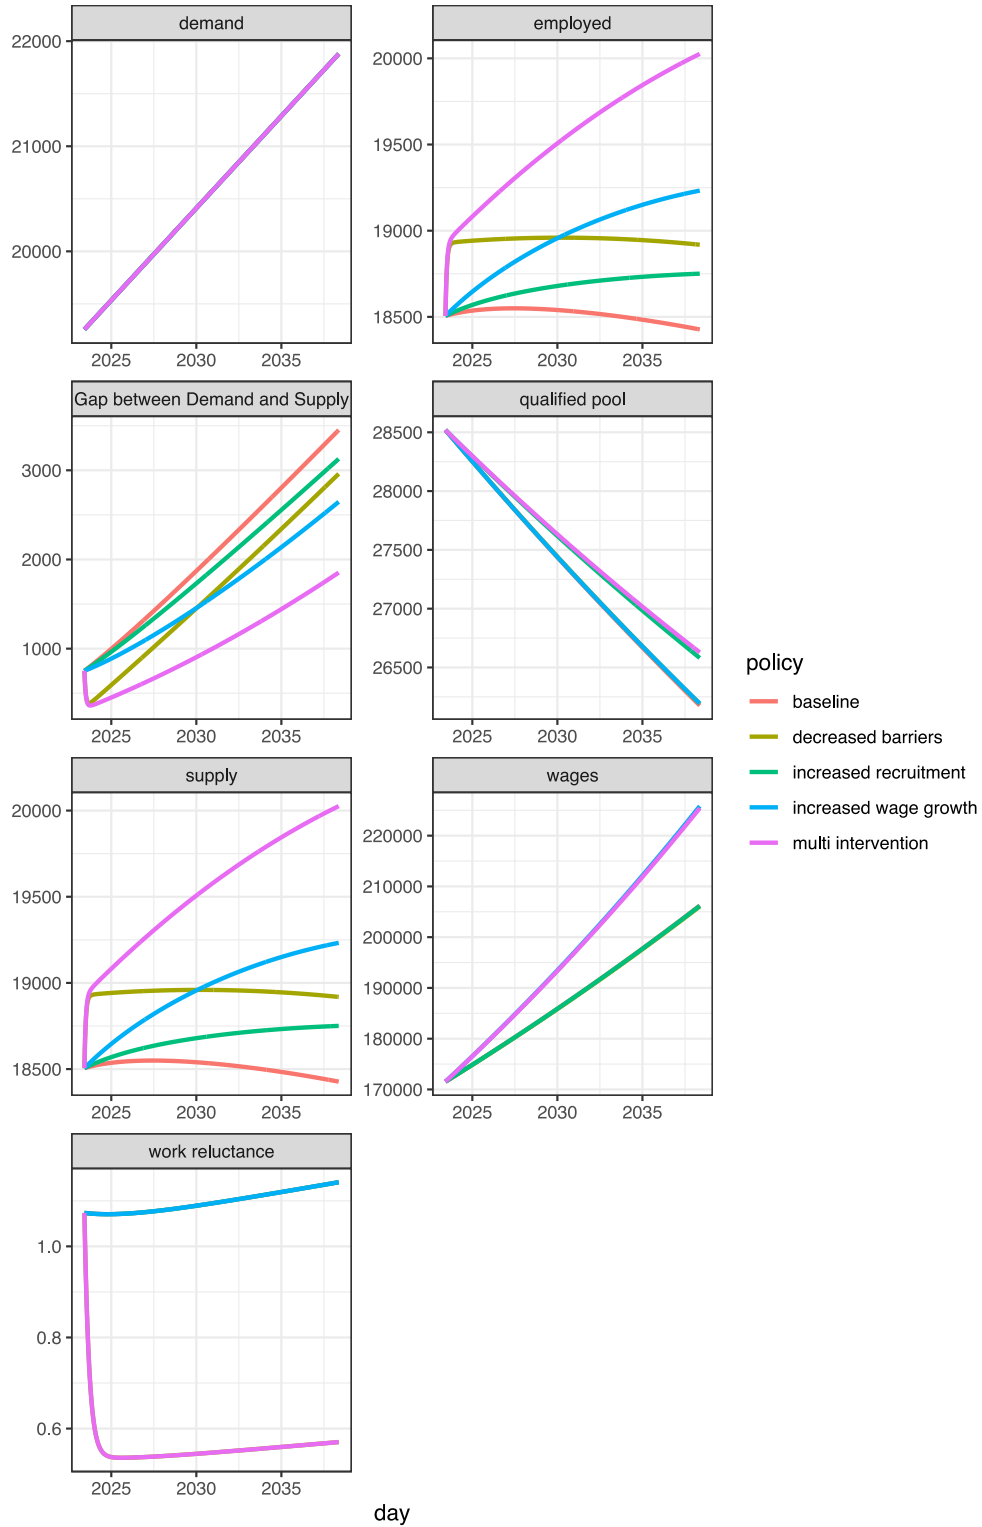 demand
employed
22000
21000
20000
2025 2030 2035
20000
19500
19000
18500
2025 2030 2035
Gap between Demand and Supply
qualified pool
3000
2000
1000
2025 2030 2035
28500
28000
27500
27000
26500
2025 2030 2035
supply
wages
20000
19500
19000
18500
2025 2030 2035
220000
210000
200000
190000
180000
170000
2025 2030 2035
work reluctance
1.0
0.8
0.6
2025 2030 2035
day
policy
baseline
decreased barriers
increased recruitment
increased wage growth
multi intervention